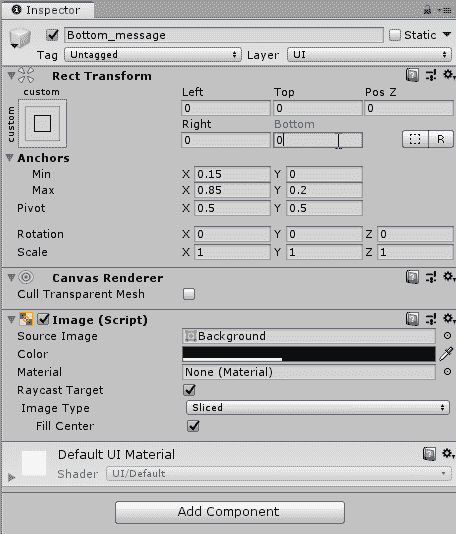 Inspector
Bottom_message Static
Tag Untagged Layer UI
Rect Transform
custom Left Top Pos Z
custom 0 0 0
Right Bottom
0 0 R
Anchors
Min X 0.15 Y 0
Max X 0.85 Y 0.2
Pivot X 0.5 Y 0.5
Rotation X 0 Y 0 Z 0
Scale X 1 Y 1 Z 1
Canvas Renderer
Cull Transparent Mesh
Image (Script)
Source Image Background
Color
Material None (Material)
Raycast Target
Image Type Sliced
Fill Center
Default UI Material
Shader UI/Default
Add Component